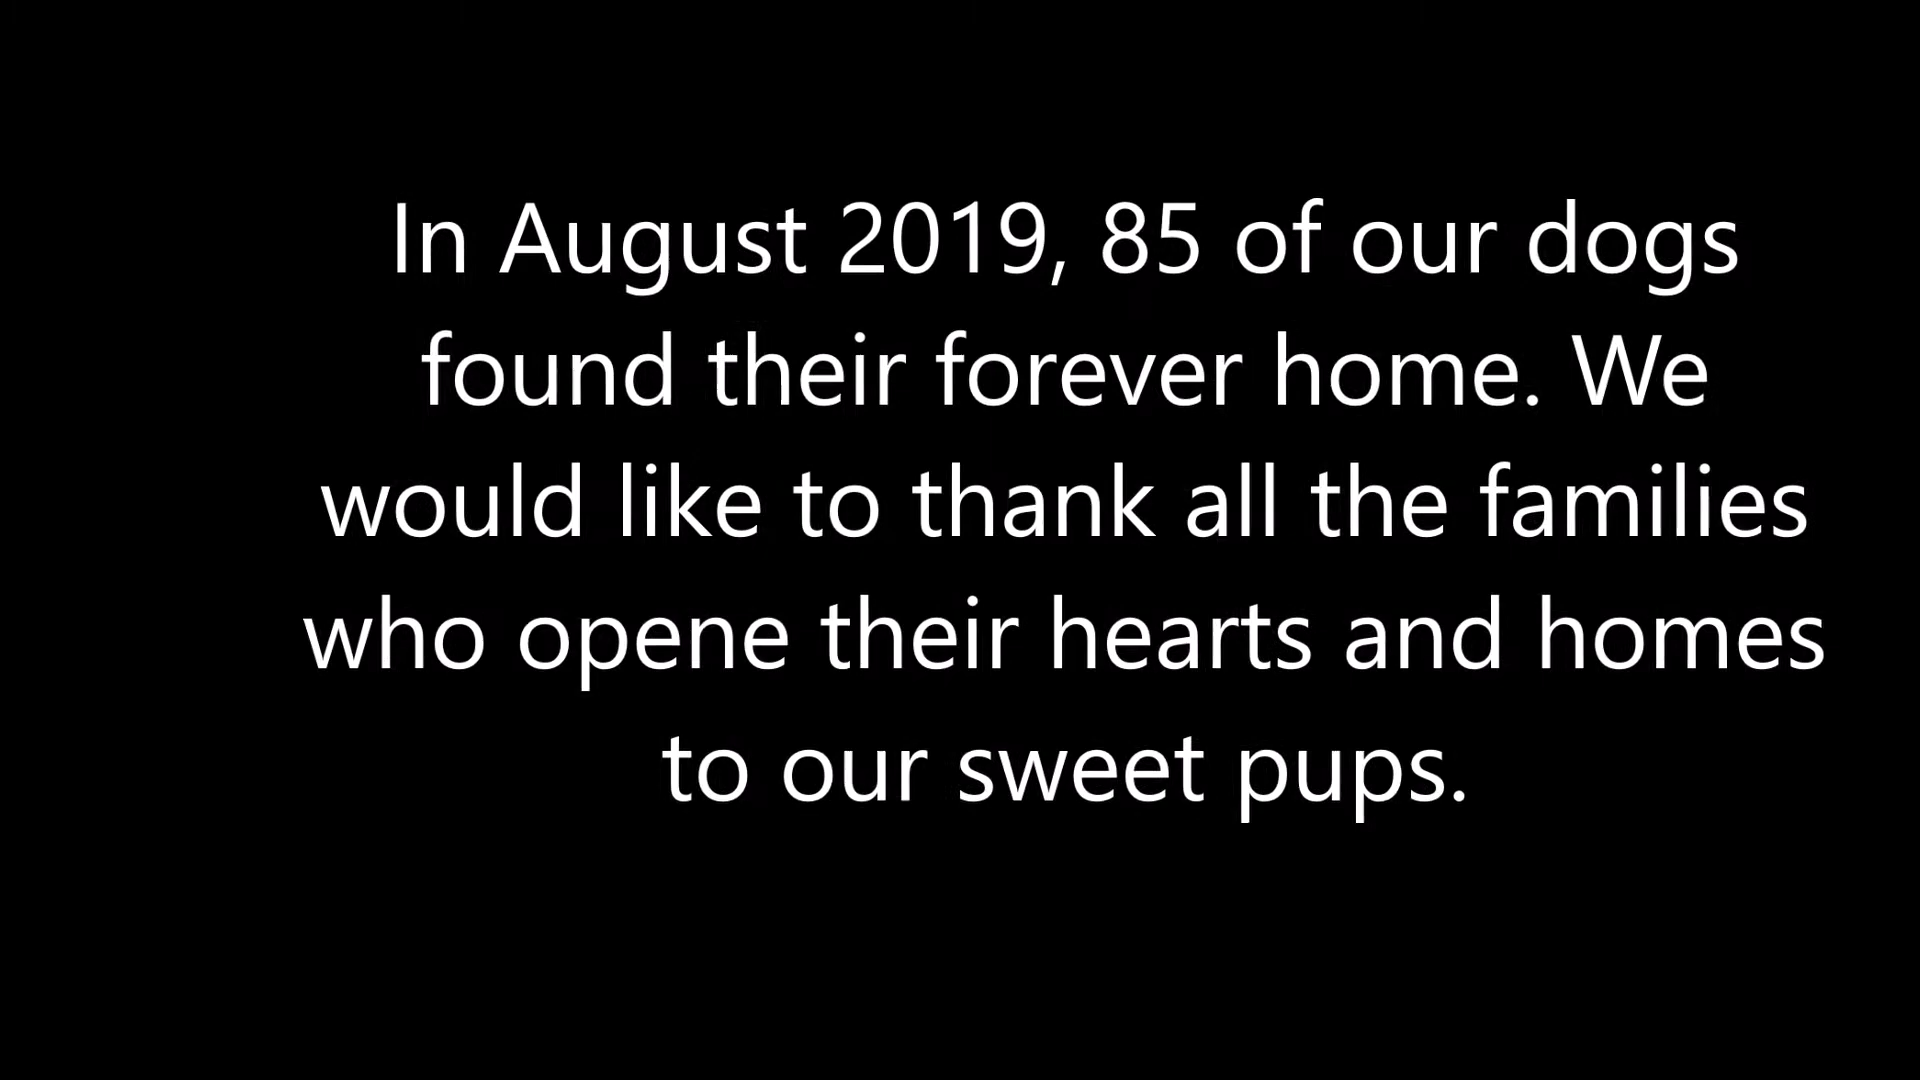 In August 2019, 85 of our dogs
found their forever home. We
would like to thank all the families
who opene their hearts and homes
to our sweet pups.